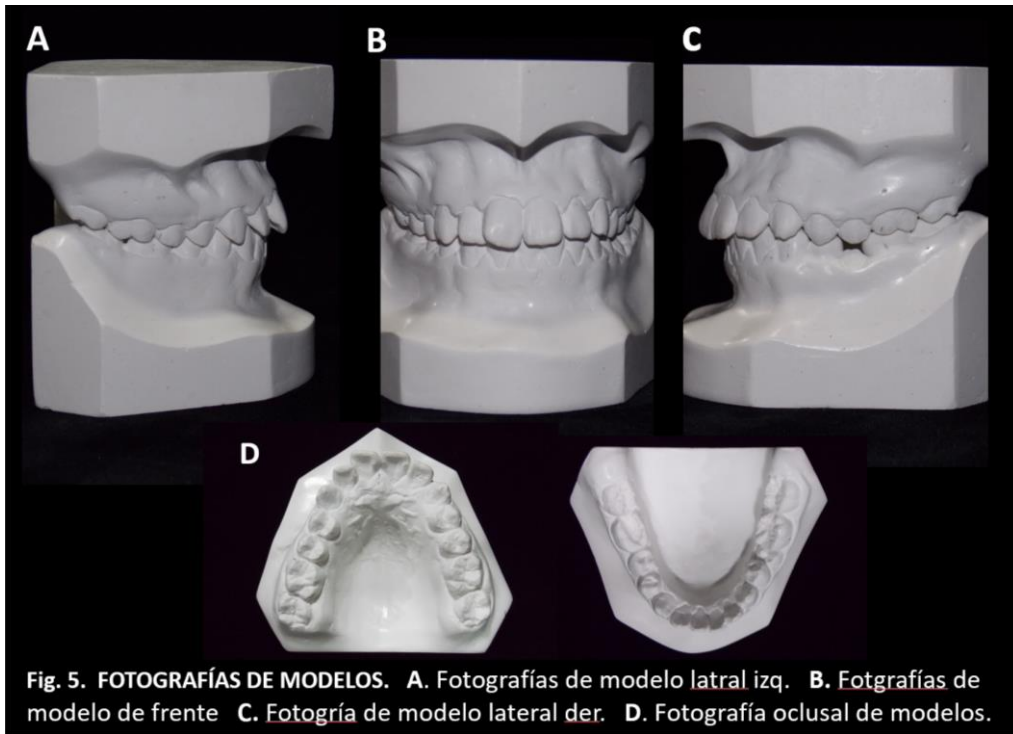 A
B
C
D
Fig. 5. FOTOGRAFÍAS DE MODELOS. A. Fotografías de modelo latral izq. B. Fotgrafías de
modelo de frente C. Fotogría de modelo lateral der. D. Fotografía oclusal de modelos.